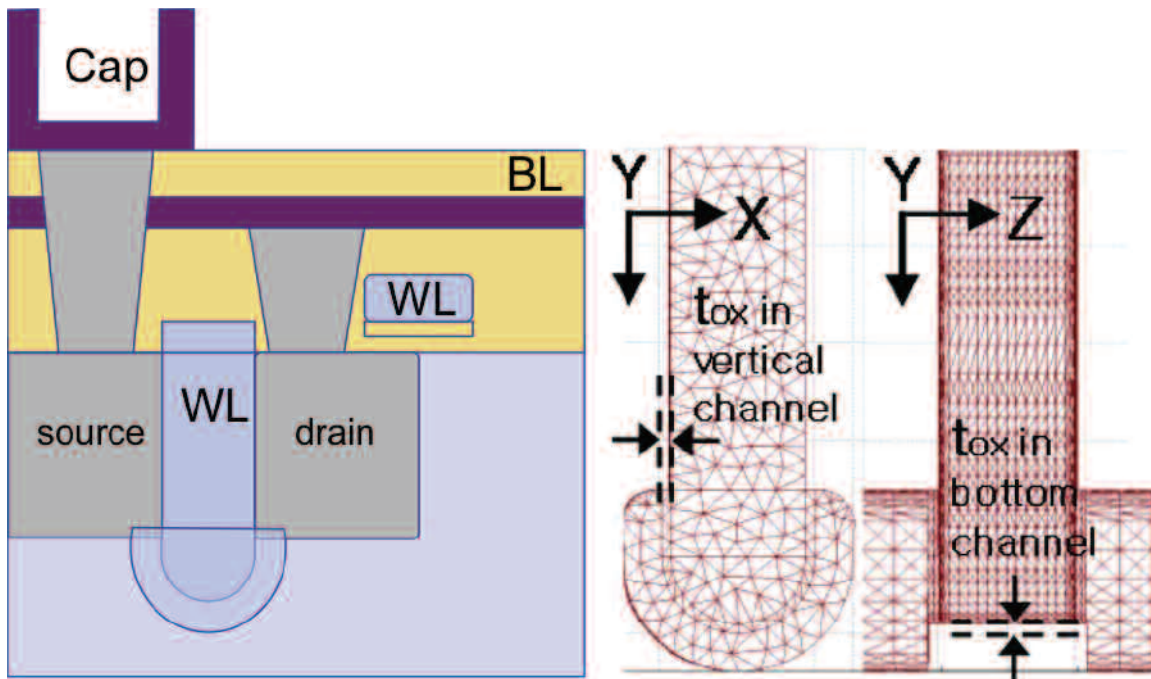 Cap
BL
WL
WL
source
drain
Y
X
tox in
vertical
channel
Y
Z
tox in
bottom
channel